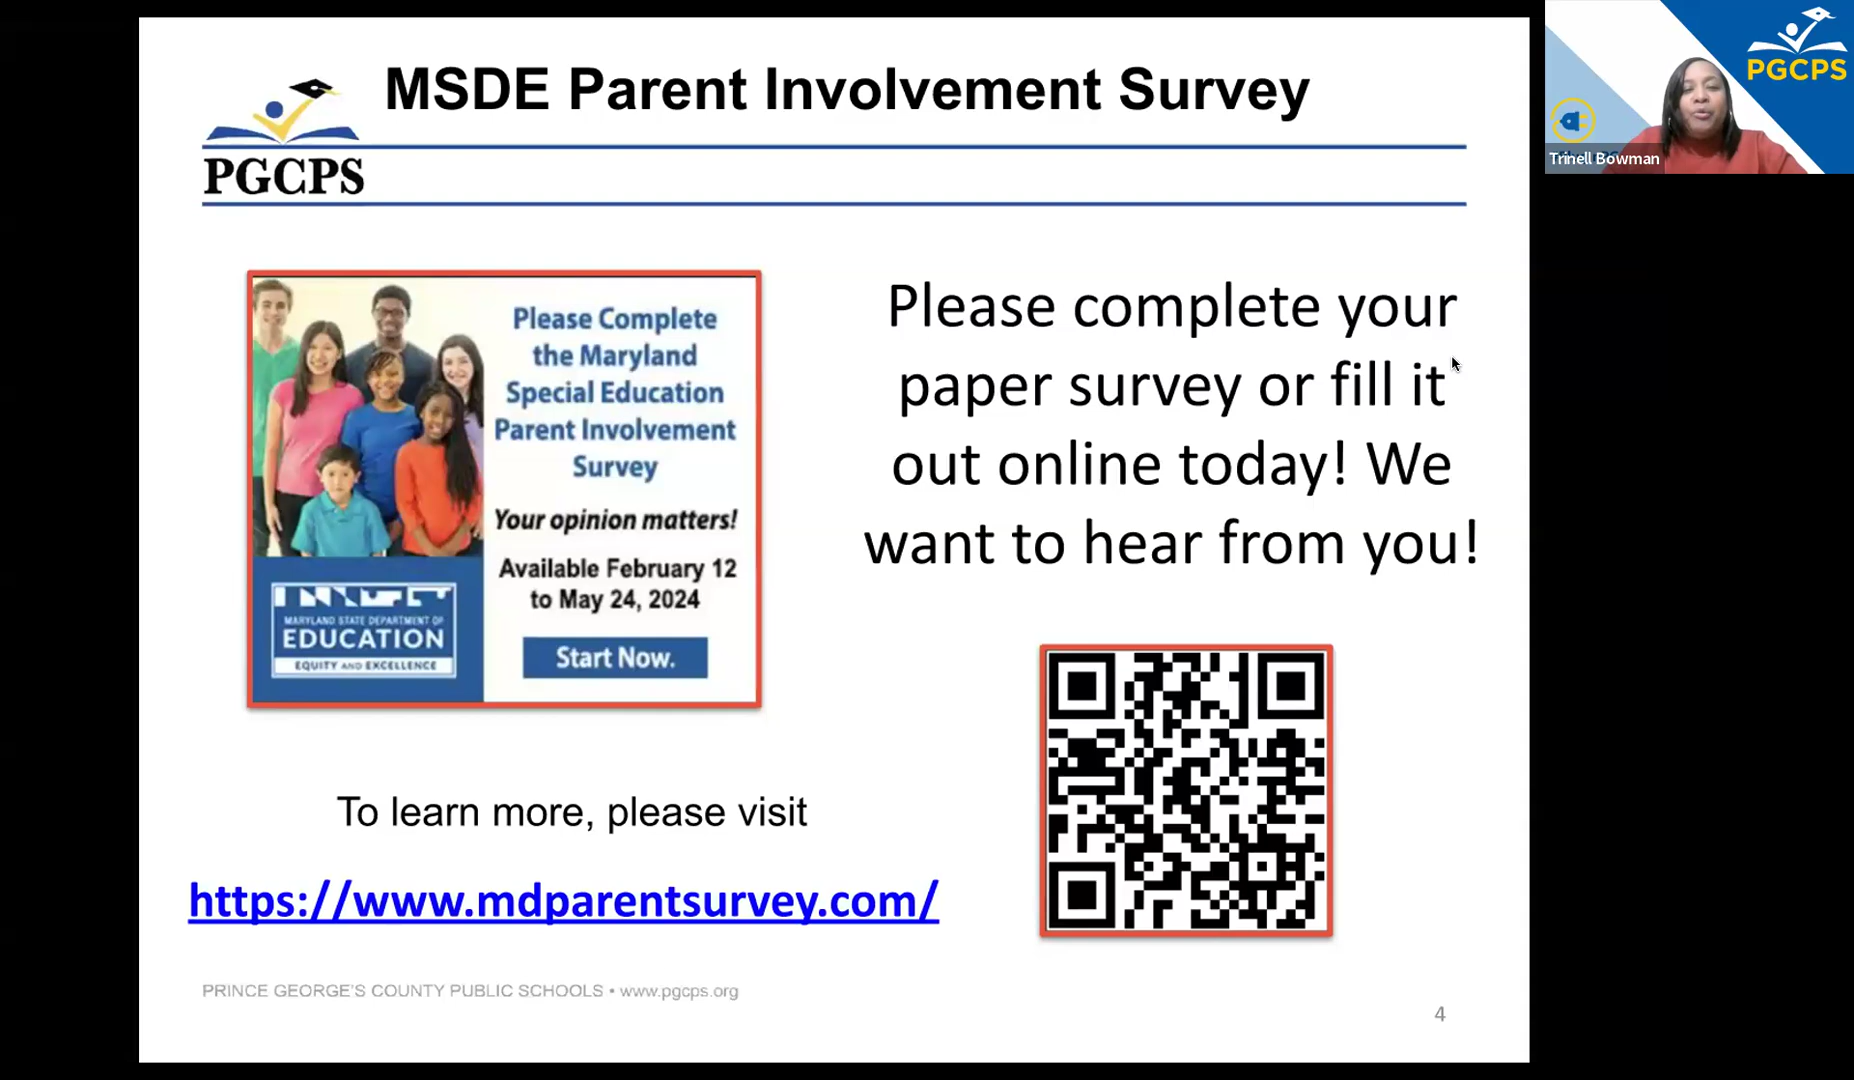 MSDE Parent Involvement Survey
PGCPS
Please Complete
the Maryland
Special Education
Parent Involvement
Survey
Your opinion matters!
Available February 12
to May 24, 2024
Start Now.
MARYLAND STATE DEPARTMENT OF
EDUCATION
EQUITY AND EXCELLENCE
Please complete your
paper survey or fill it
out online today! We
want to hear from you!
To learn more, please visit
https://www.mdparentsurvey.com/
PRINCE GEORGE'S COUNTY PUBLIC SCHOOLS • www.pgcps.org
4
PGCPS
Trinell Bowman